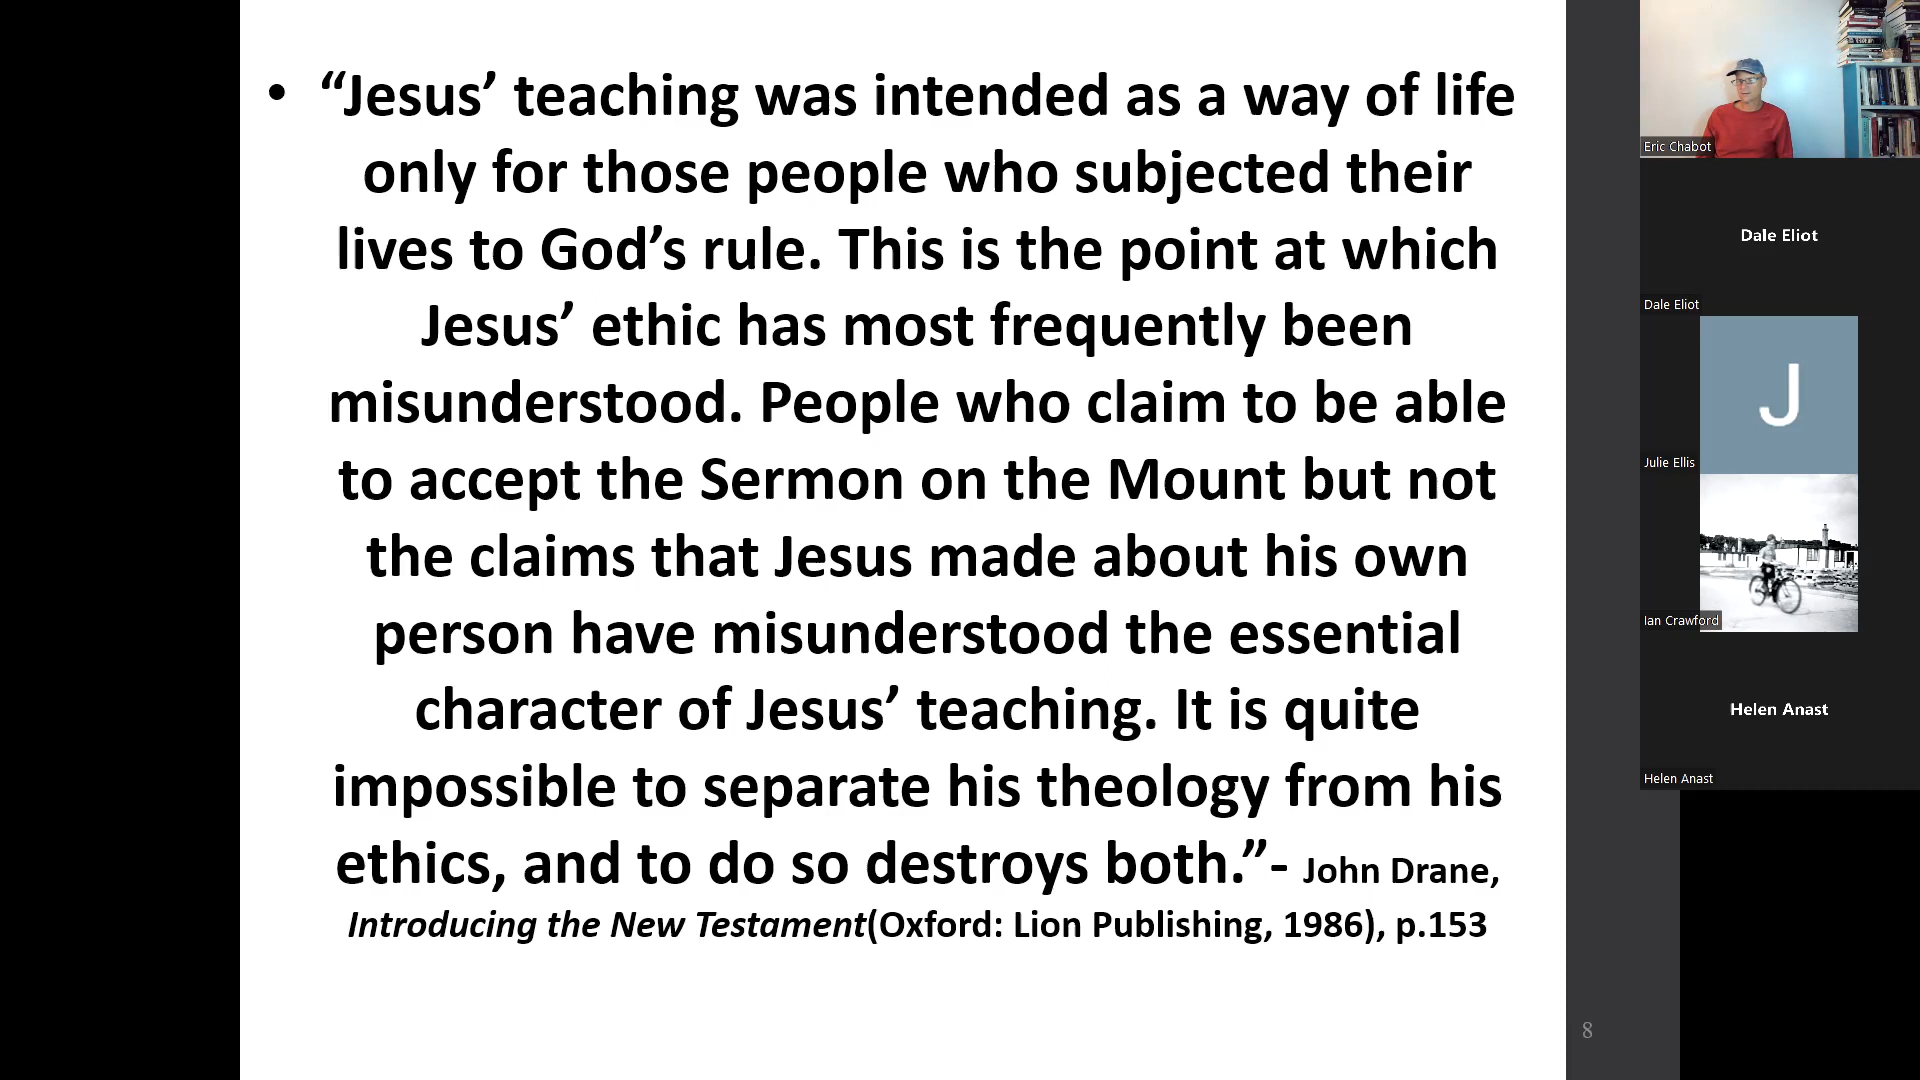 • “Jesus’ teaching was intended as a way of life
only for those people who subjected their
lives to God’s rule. This is the point at which
Jesus’ ethic has most frequently been
misunderstood. People who claim to be able
to accept the Sermon on the Mount but not
the claims that Jesus made about his own
person have misunderstood the essential
character of Jesus’ teaching. It is quite
impossible to separate his theology from his
ethics, and to do so destroys both.”- John Drane,
Introducing the New Testament(Oxford: Lion Publishing, 1986), p.153
8
Eric Chabot
Dale Eliot
Dale Eliot
J
Julie Ellis
Ian Crawford
Helen Anast
Helen Anast